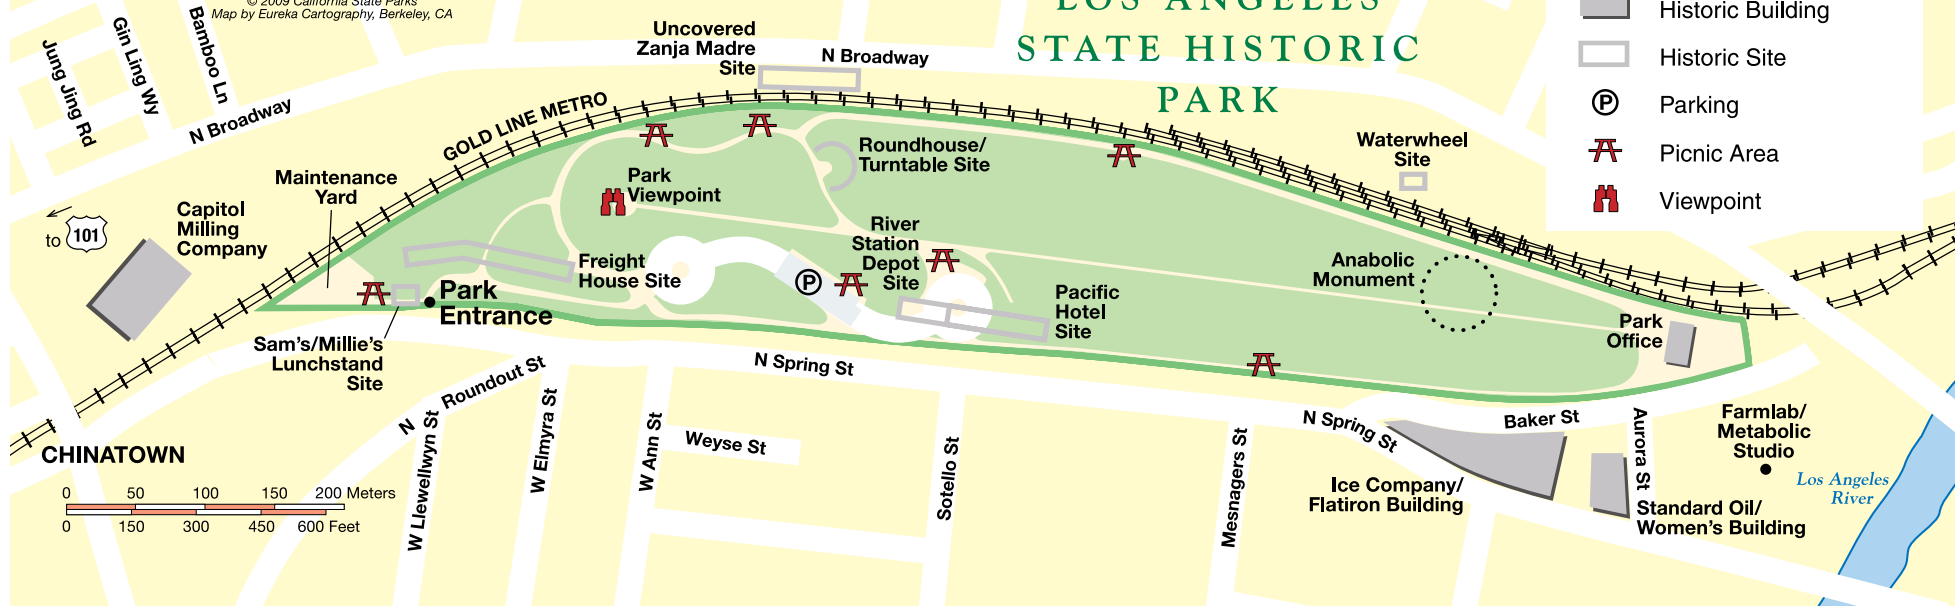 © 2009 California State Parks
Map by Eureka Cartography, Berkeley, CA
LOS ANGELES
STATE HISTORIC
PARK
Historic Building
Historic Site
Parking
Picnic Area
Viewpoint
Jung Jing Rd
Gin Ling Wy
Bamboo Ln
N Broadway
GOLD LINE METRO
Uncovered
Zanja Madre
Site
N Broadway
Waterwheel
Site
Roundhouse/
Turntable Site
Maintenance
Yard
Park
Viewpoint
Capitol
Milling
Company
to 101
River
Station
Depot
Site
Freight
House Site
P
Anabolic
Monument
Pacific
Hotel
Site
Park
Entrance
Park
Office
Sam's/Millie's
Lunchstand
Site
N Spring St
N Roundout St
W Llewellwyn St
W Elmyra St
W Ann St
Weyse St
Sotello St
Mesnagers St
N Spring St
Baker St
Aurora St
Farmlab/
Metabolic
Studio
Los Angeles
River
CHINATOWN
Ice Company/
Flatiron Building
Standard Oil/
Women's Building
0 50 100 150 200 Meters
0 150 300 450 600 Feet